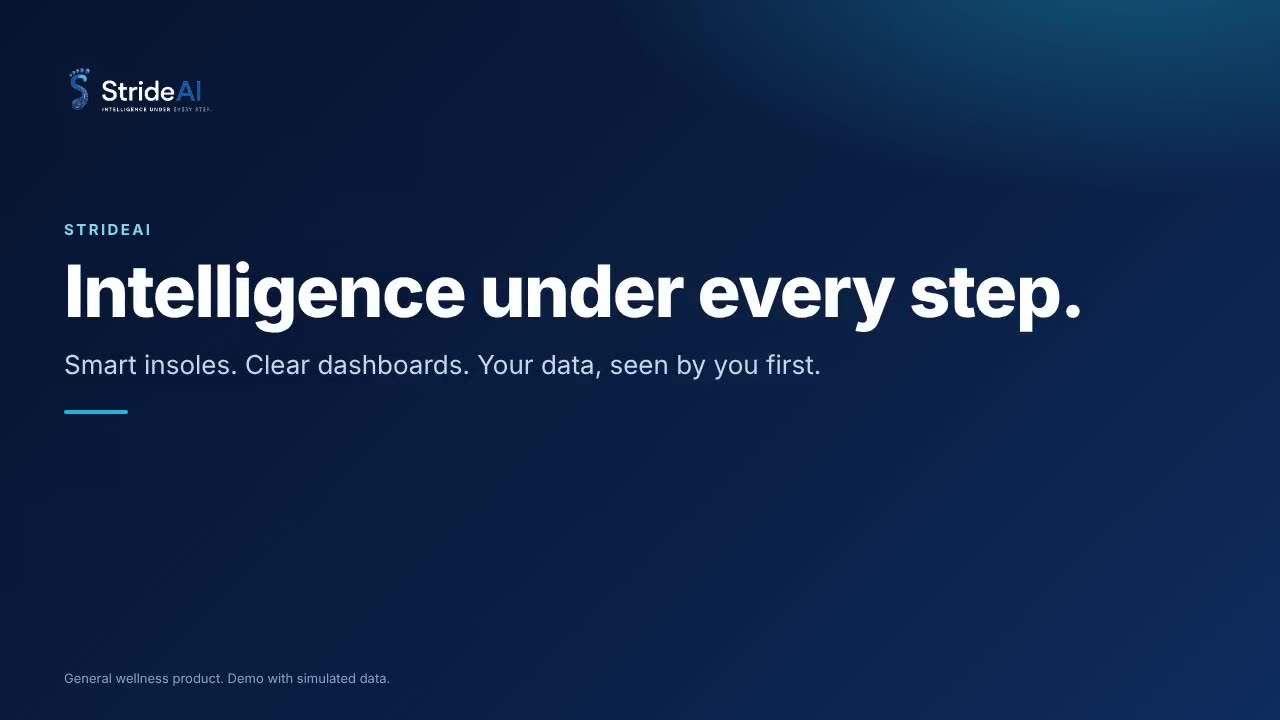 StrideAI
INTELLIGENCE UNDER EVERY STEP.
STRIDEAI
Intelligence under every step.
Smart insoles. Clear dashboards. Your data, seen by you first.
General wellness product. Demo with simulated data.